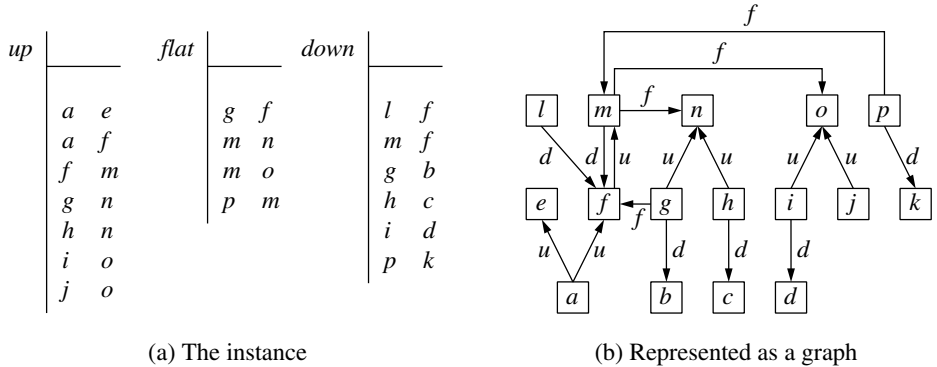 up flat down
a e
a f
f m
g n
h n
i o
j o
g f
m n
m o
p m
l f
m f
g b
h c
i d
p k
(a) The instance
f
f
l m f n o p
d d u u u u u d
e f f g h i j k
u u d d d
a b c d
(b) Represented as a graph